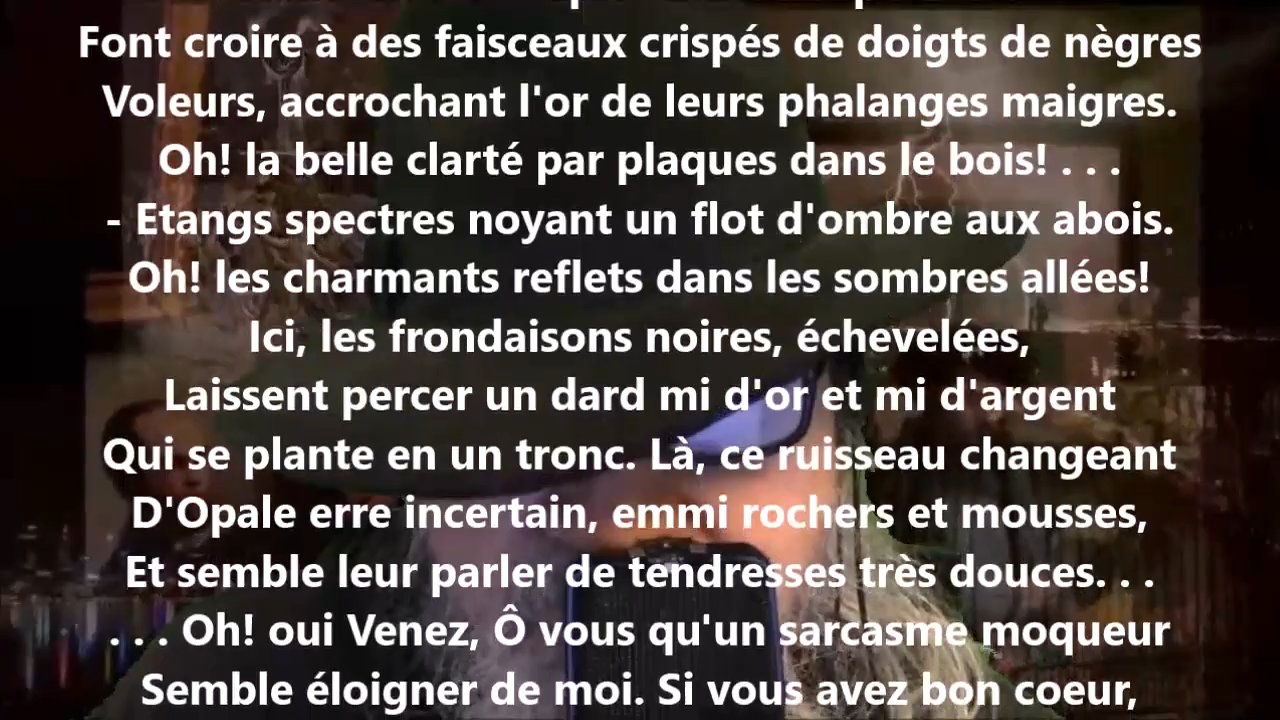 Font croire à des faisceaux crispés de doigts de nègres
Voleurs, accrochant l'or de leurs phalanges maigres.
Oh! la belle clarté par plaques dans le bois! . . .
- Etangs spectres noyant un flot d'ombre aux abois.
Oh! les charmants reflets dans les sombres allées!
Ici, les frondaisons noires, échevelées,
Laissent percer un dard mi d'or et mi d'argent
Qui se plante en un tronc. Là, ce ruisseau changeant
D'Opale erre incertain, emmi rochers et mousses,
Et semble leur parler de tendresses très douces. . .
. . . Oh! oui Venez, Ô vous qu'un sarcasme moqueur
Semble éloigner de moi. Si vous avez bon coeur,